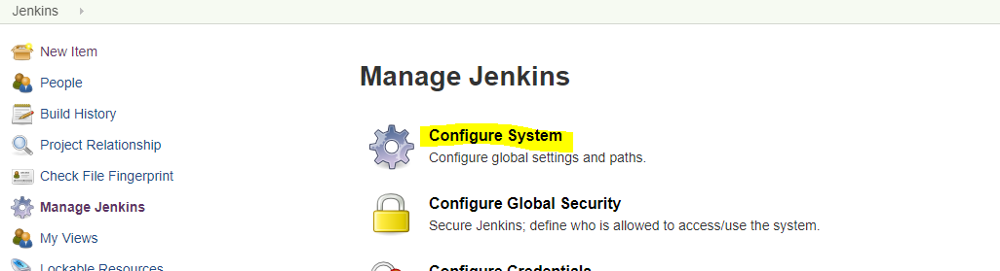 Jenkins
New Item
People
Build History
Project Relationship
Check File Fingerprint
Manage Jenkins
My Views
Lockable Resources
Manage Jenkins
Configure System
Configure global settings and paths.
Configure Global Security
Secure Jenkins; define who is allowed to access/use the system.
Configure Credentials